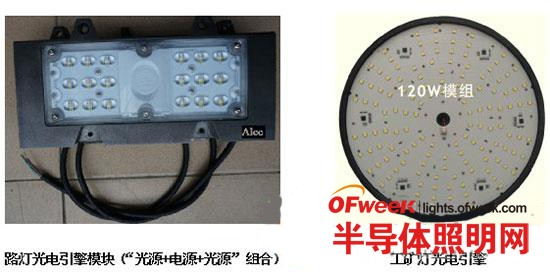 Alcc
120W模组
OFweek
lights.ofweek.com
半导体照明网
路灯光电引擎模块(“光源+电源+光源”组合)
工矿灯光电引擎